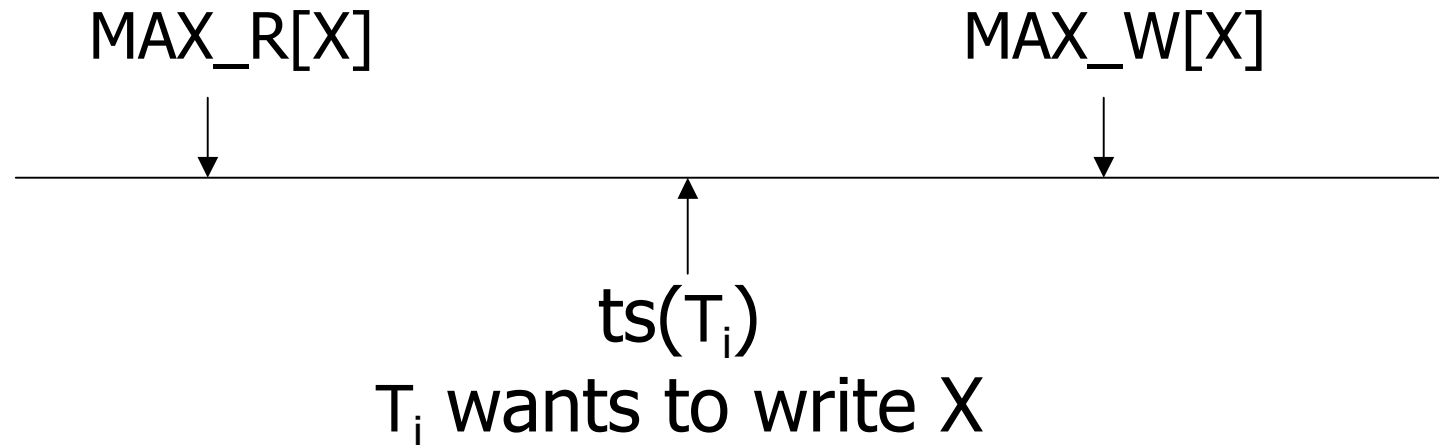 MAX_R[X] MAX_W[X]
ts(Tᵢ)
Tᵢ wants to write X